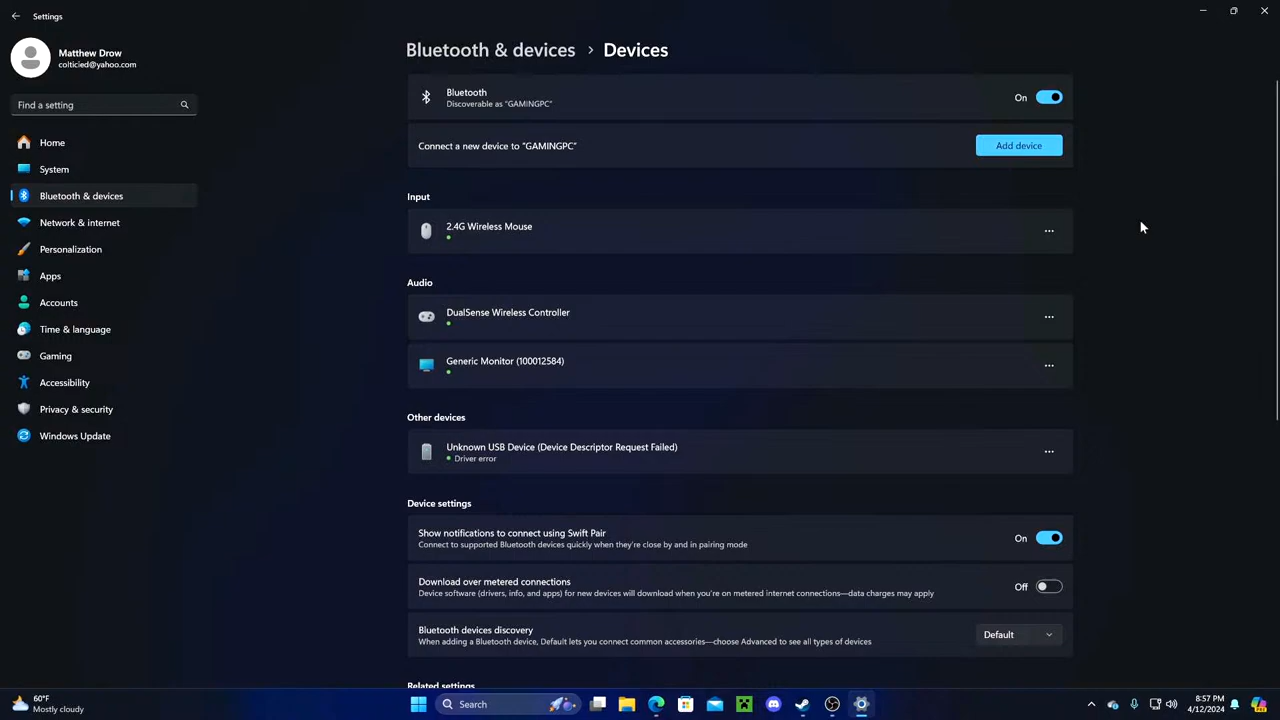 Settings
Matthew Drow
colticied@yahoo.com
Find a setting
Home
System
Bluetooth & devices
Network & internet
Personalization
Apps
Accounts
Time & language
Gaming
Accessibility
Privacy & security
Windows Update
Bluetooth & devices › Devices
Bluetooth
Discoverable as "GAMINGPC"
On
Connect a new device to "GAMINGPC"
Add device
Input
2.4G Wireless Mouse
Audio
DualSense Wireless Controller
Generic Monitor (100012584)
Other devices
Unknown USB Device (Device Descriptor Request Failed)
Driver error
Device settings
Show notifications to connect using Swift Pair
Connect to supported Bluetooth devices quickly when they're close by and in pairing mode
On
Download over metered connections
Device software (drivers, info, and apps) for new devices will download when you're on metered internet connections—data charges may apply
Off
Bluetooth devices discovery
When adding a Bluetooth device, Default lets you connect common accessories—choose Advanced to see all types of devices
Default
Related settings
60°F
Mostly cloudy
Search
8:57 PM
4/12/2024